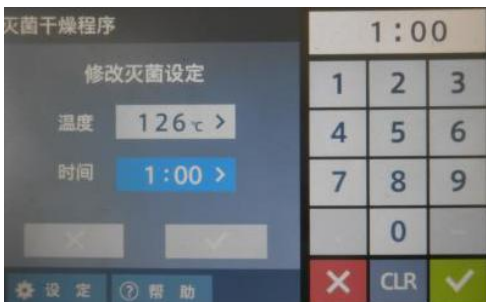 灭菌干燥程序
修改灭菌设定
温度 126℃ >
时间 1:00 >
设定 帮助
1:00
1 2 3
4 5 6
7 8 9
0
CLR